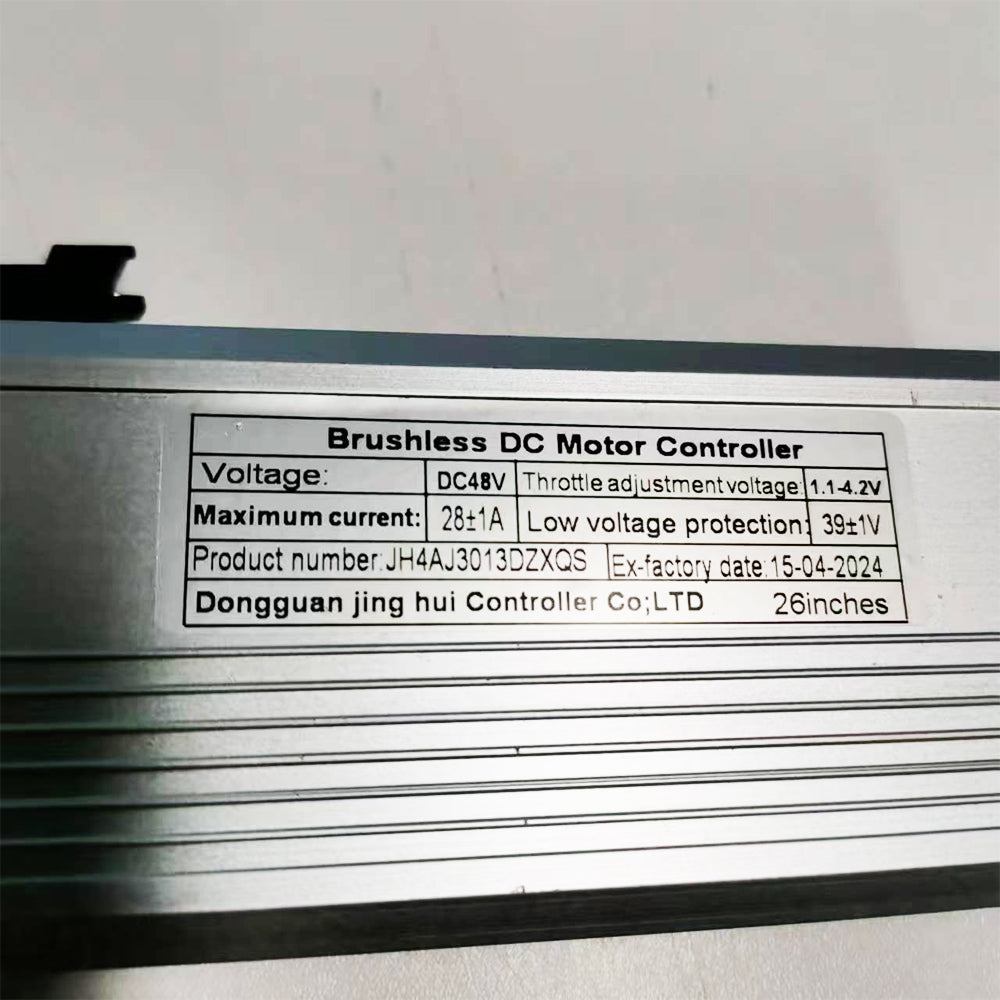 Brushless DC Motor Controller
Voltage: DC48V Throttle adjustment voltage: 1.1-4.2V
Maximum current: 28±1A Low voltage protection: 39±1V
Product number:JH4AJ3013DZXQS Ex-factory date:15-04-2024
Dongguan jing hui Controller Co;LTD 26inches